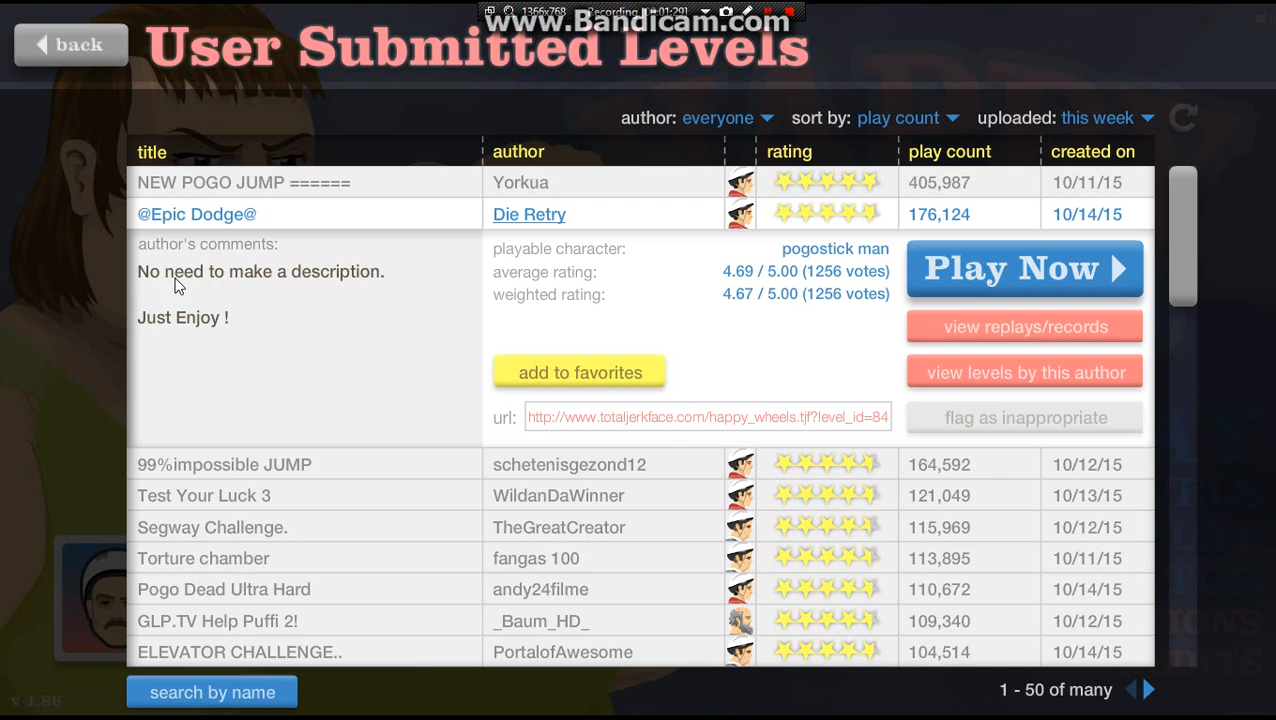 1366x768 Recording [00:01:29]
www.Bandicam.com
back
User Submitted Levels
author: everyone sort by: play count uploaded: this week
title author rating play count created on
NEW POGO JUMP ====== Yorkua 405,987 10/11/15
@Epic Dodge@ Die Retry 176,124 10/14/15
author's comments:
No need to make a description.
Just Enjoy !
playable character: pogostick man
average rating: 4.69 / 5.00 (1256 votes)
weighted rating: 4.67 / 5.00 (1256 votes)
add to favorites
url: http://www.totaljerkface.com/happy_wheels.tjf?level_id=84
Play Now
view replays/records
view levels by this author
flag as inappropriate
99%impossible JUMP schetenisgezond12 164,592 10/12/15
Test Your Luck 3 WildanDaWinner 121,049 10/13/15
Segway Challenge. TheGreatCreator 115,969 10/12/15
Torture chamber fangas 100 113,895 10/11/15
Pogo Dead Ultra Hard andy24filme 110,672 10/14/15
GLP.TV Help Puffi 2! _Baum_HD_ 109,340 10/12/15
ELEVATOR CHALLENGE.. PortalofAwesome 104,514 10/14/15
search by name
1 - 50 of many
v 1.86